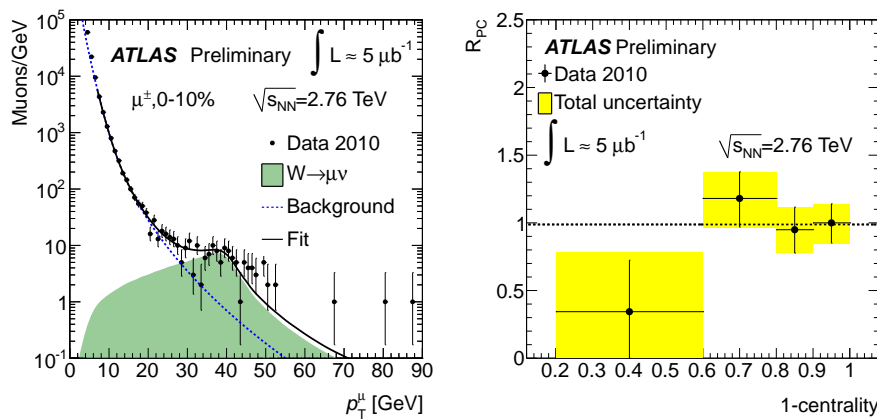 Muons/GeV
10⁵
10⁴
10³
10²
10
1
10⁻¹
ATLAS Preliminary ∫ L ≈ 5 μb⁻¹
μ±,0-10% √sNN=2.76 TeV
Data 2010
W→μν
Background
Fit
0 10 20 30 40 50 60 70 80 90
pTμ [GeV]
RPC
2.5
2
1.5
1
0.5
0
ATLAS Preliminary
Data 2010
Total uncertainty
∫ L ≈ 5 μb⁻¹ √sNN=2.76 TeV
0.2 0.3 0.4 0.5 0.6 0.7 0.8 0.9 1
1-centrality